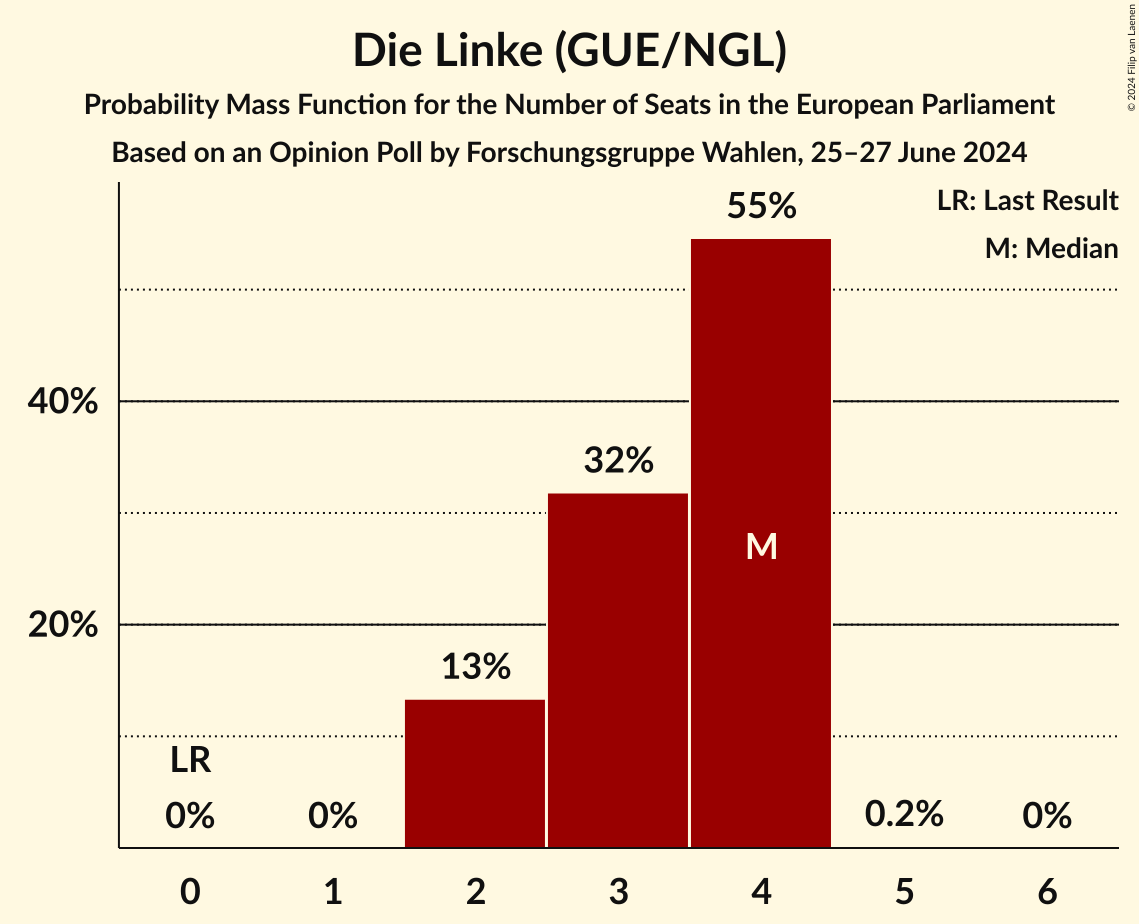 Die Linke (GUE/NGL)
Probability Mass Function for the Number of Seats in the European Parliament
Based on an Opinion Poll by Forschungsgruppe Wahlen, 25–27 June 2024
© 2024 Filip van Laenen
LR: Last Result
M: Median
55%
40%
32%
M
20%
13%
LR
0%
0%
0.2%
0%
0
1
2
3
4
5
6